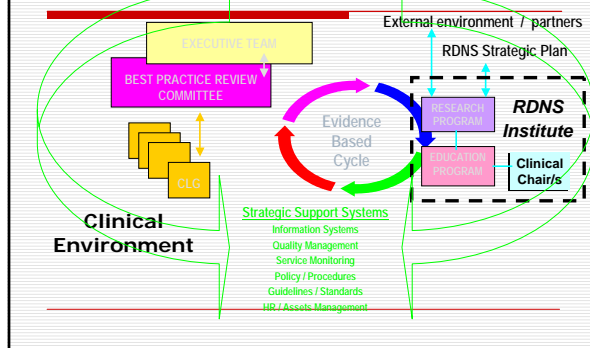 External environment / partners
RDNS Strategic Plan
EXECUTIVE TEAM
BEST PRACTICE REVIEW
COMMITTEE
CLG
Clinical
Environment
Evidence
Based
Cycle
RESEARCH
PROGRAM
EDUCATION
PROGRAM
RDNS
Institute
Clinical
Chair/s
Strategic Support Systems
Information Systems
Quality Management
Service Monitoring
Policy / Procedures
Guidelines / Standards
HR / Assets Management